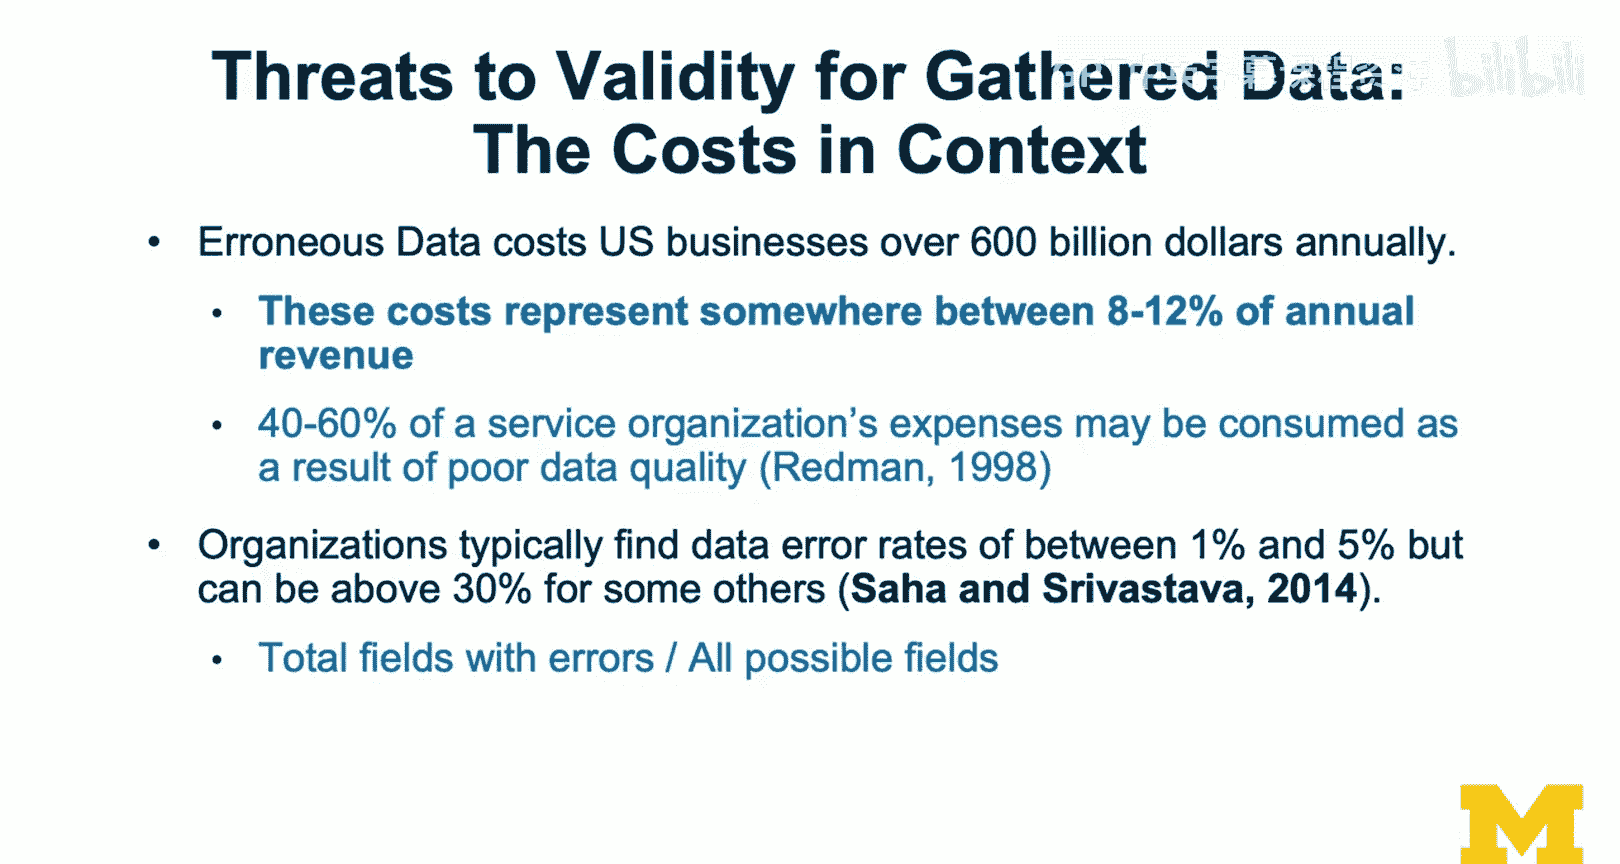 Threats to Validity for Gathered Data:
The Costs in Context
• Erroneous Data costs US businesses over 600 billion dollars annually.
• These costs represent somewhere between 8-12% of annual
revenue
• 40-60% of a service organization’s expenses may be consumed as
a result of poor data quality (Redman, 1998)
• Organizations typically find data error rates of between 1% and 5% but
can be above 30% for some others (Saha and Srivastava, 2014).
• Total fields with errors / All possible fields
bilibili
M